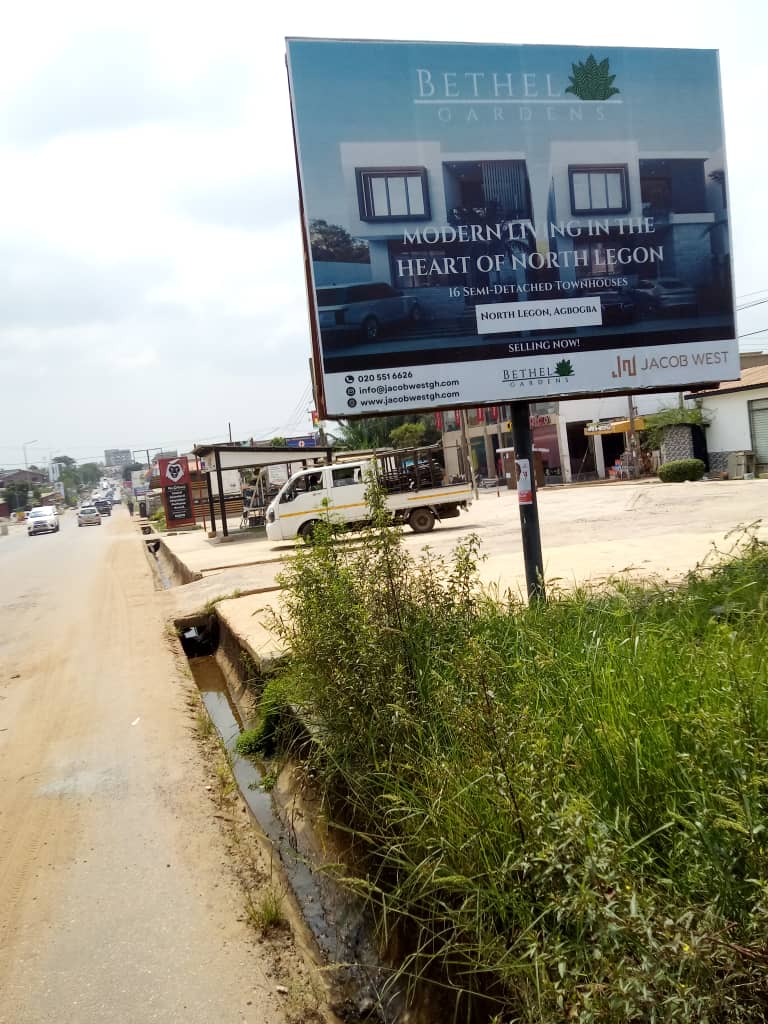 BETHEL
GARDENS
MODERN LIVING IN THE
HEART OF NORTH LEGON
16 SEMI-DETACHED TOWNHOUSES
NORTH LEGON, AGBOGBA
SELLING NOW!
020 551 6626
info@jacobwestgh.com
www.jacobwestgh.com
BETHEL
GARDENS
JACOB WEST